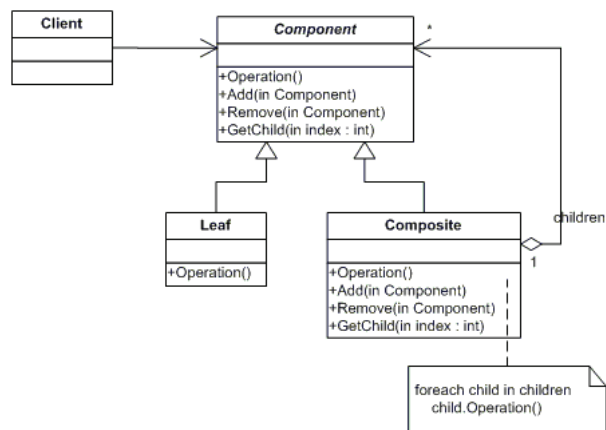 Client
Component
*
+Operation()
+Add(in Component)
+Remove(in Component)
+GetChild(in index : int)
children
Leaf
Composite
1
+Operation()
+Operation()
+Add(in Component)
+Remove(in Component)
+GetChild(in index : int)
foreach child in children
child.Operation()